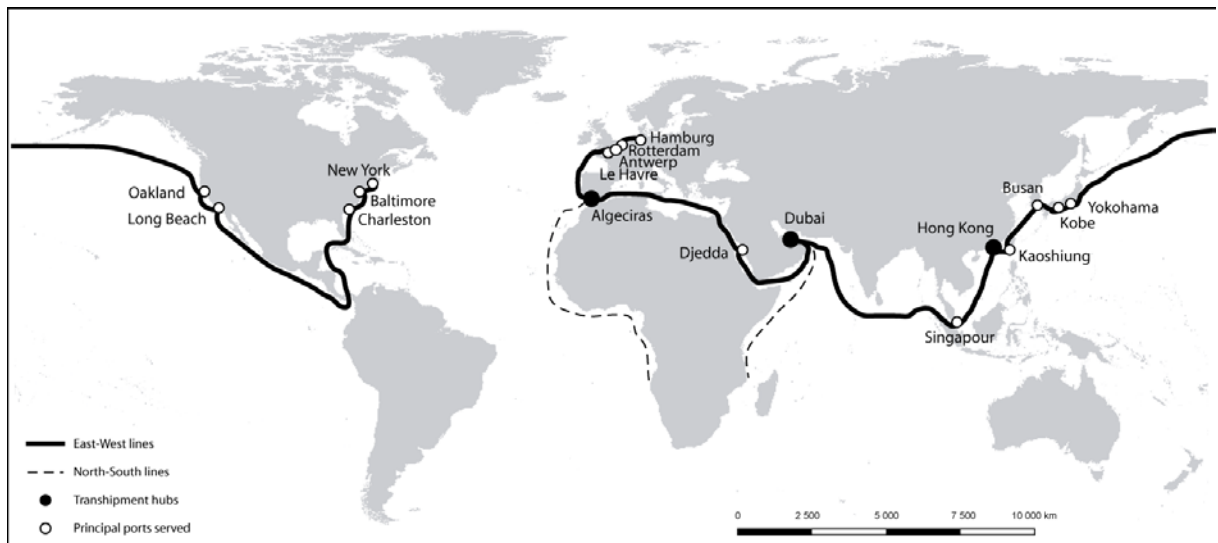 Hamburg
Rotterdam
Antwerp
Le Havre
New York
Oakland
Baltimore
Long Beach
Charleston
Algeciras
Dubai
Busan
Yokohama
Hong Kong
Kobe
Djedda
Kaoshiung
Singapour
East-West lines
North-South lines
Transhipment hubs
Principal ports served
0 2 500 5 000 7 500 10 000 km